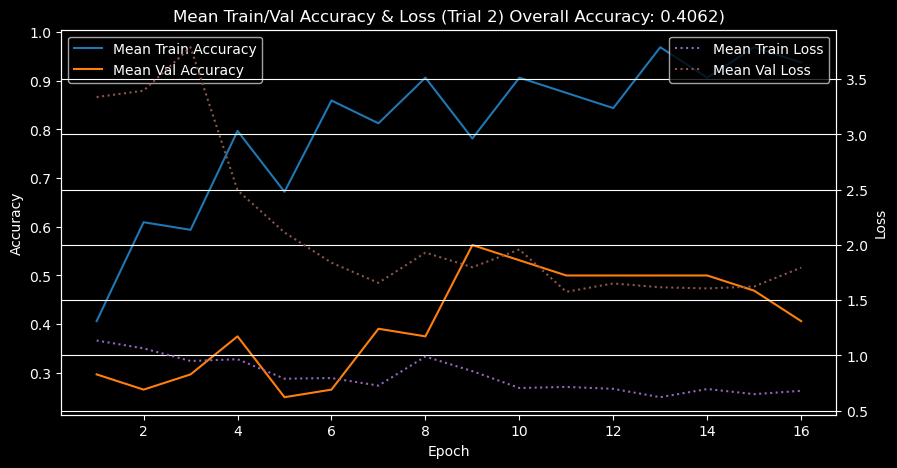 Mean Train/Val Accuracy & Loss (Trial 2) Overall Accuracy: 0.4062)
Mean Train Accuracy
Mean Val Accuracy
Mean Train Loss
Mean Val Loss
1.0
0.9
0.8
0.7
0.6
0.5
0.4
0.3
Accuracy
3.5
3.0
2.5
2.0
1.5
1.0
0.5
Loss
2 4 6 8 10 12 14 16
Epoch